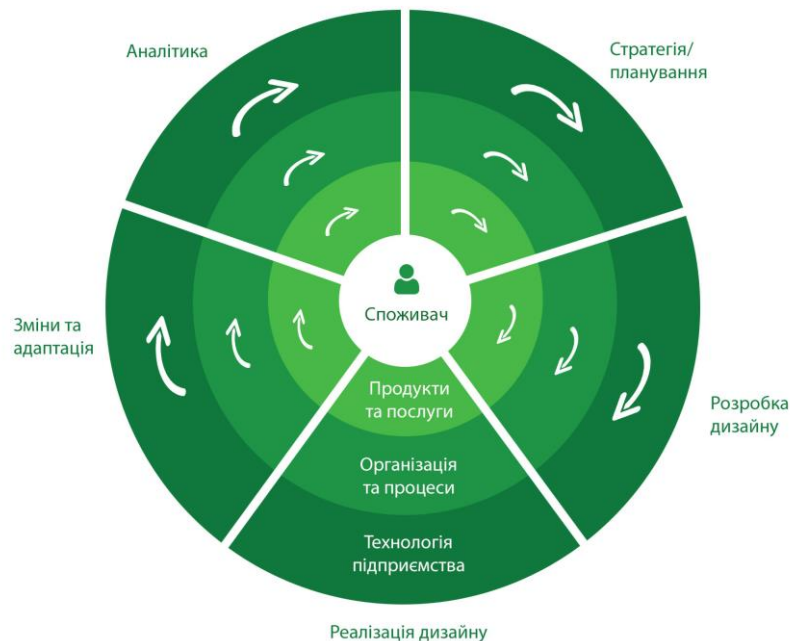 Аналітика
Стратегія/
планування
Зміни та
адаптація
Споживач
Розробка
дизайну
Продукти
та послуги
Організація
та процеси
Технологія
підприємства
Реалізація дизайну